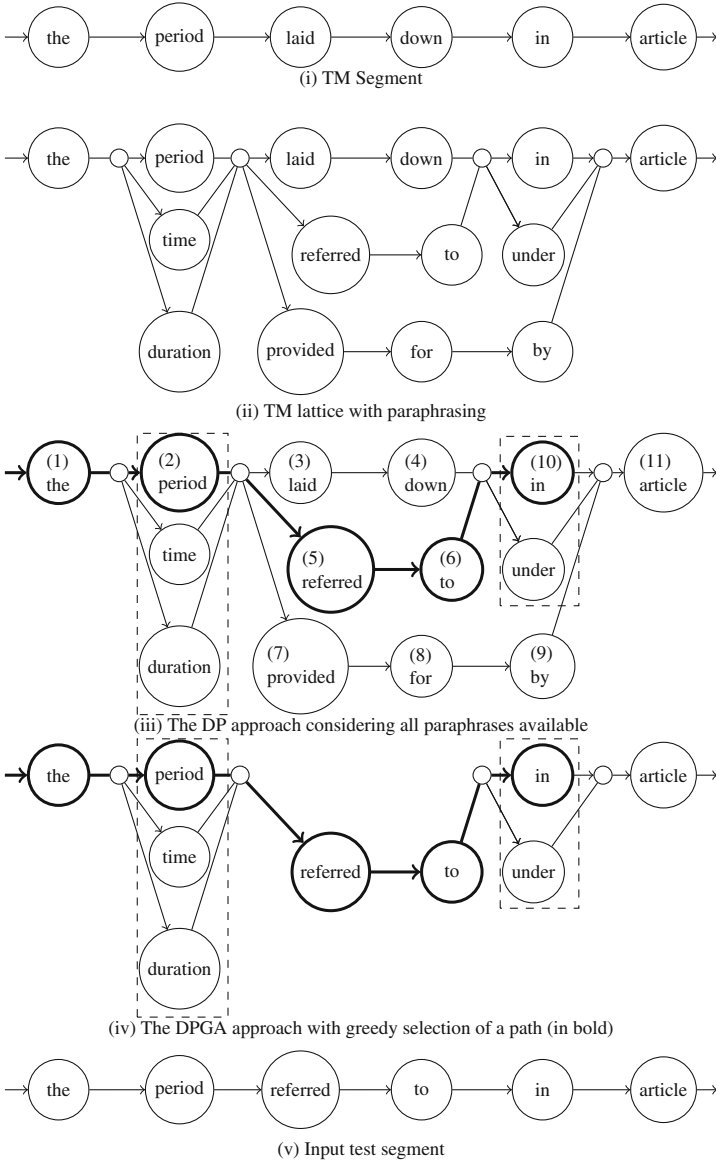 the period laid down in article
(i) TM Segment
the period laid down in article
time referred to under
duration provided for by
(ii) TM lattice with paraphrasing
(1) (2) (3) (4) (10) (11)
the period laid down in article
time (5) (6) under
referred to
duration (7) (8) (9)
provided for by
(iii) The DP approach considering all paraphrases available
the period in article
time referred to under
duration
(iv) The DPGA approach with greedy selection of a path (in bold)
the period referred to in article
(v) Input test segment